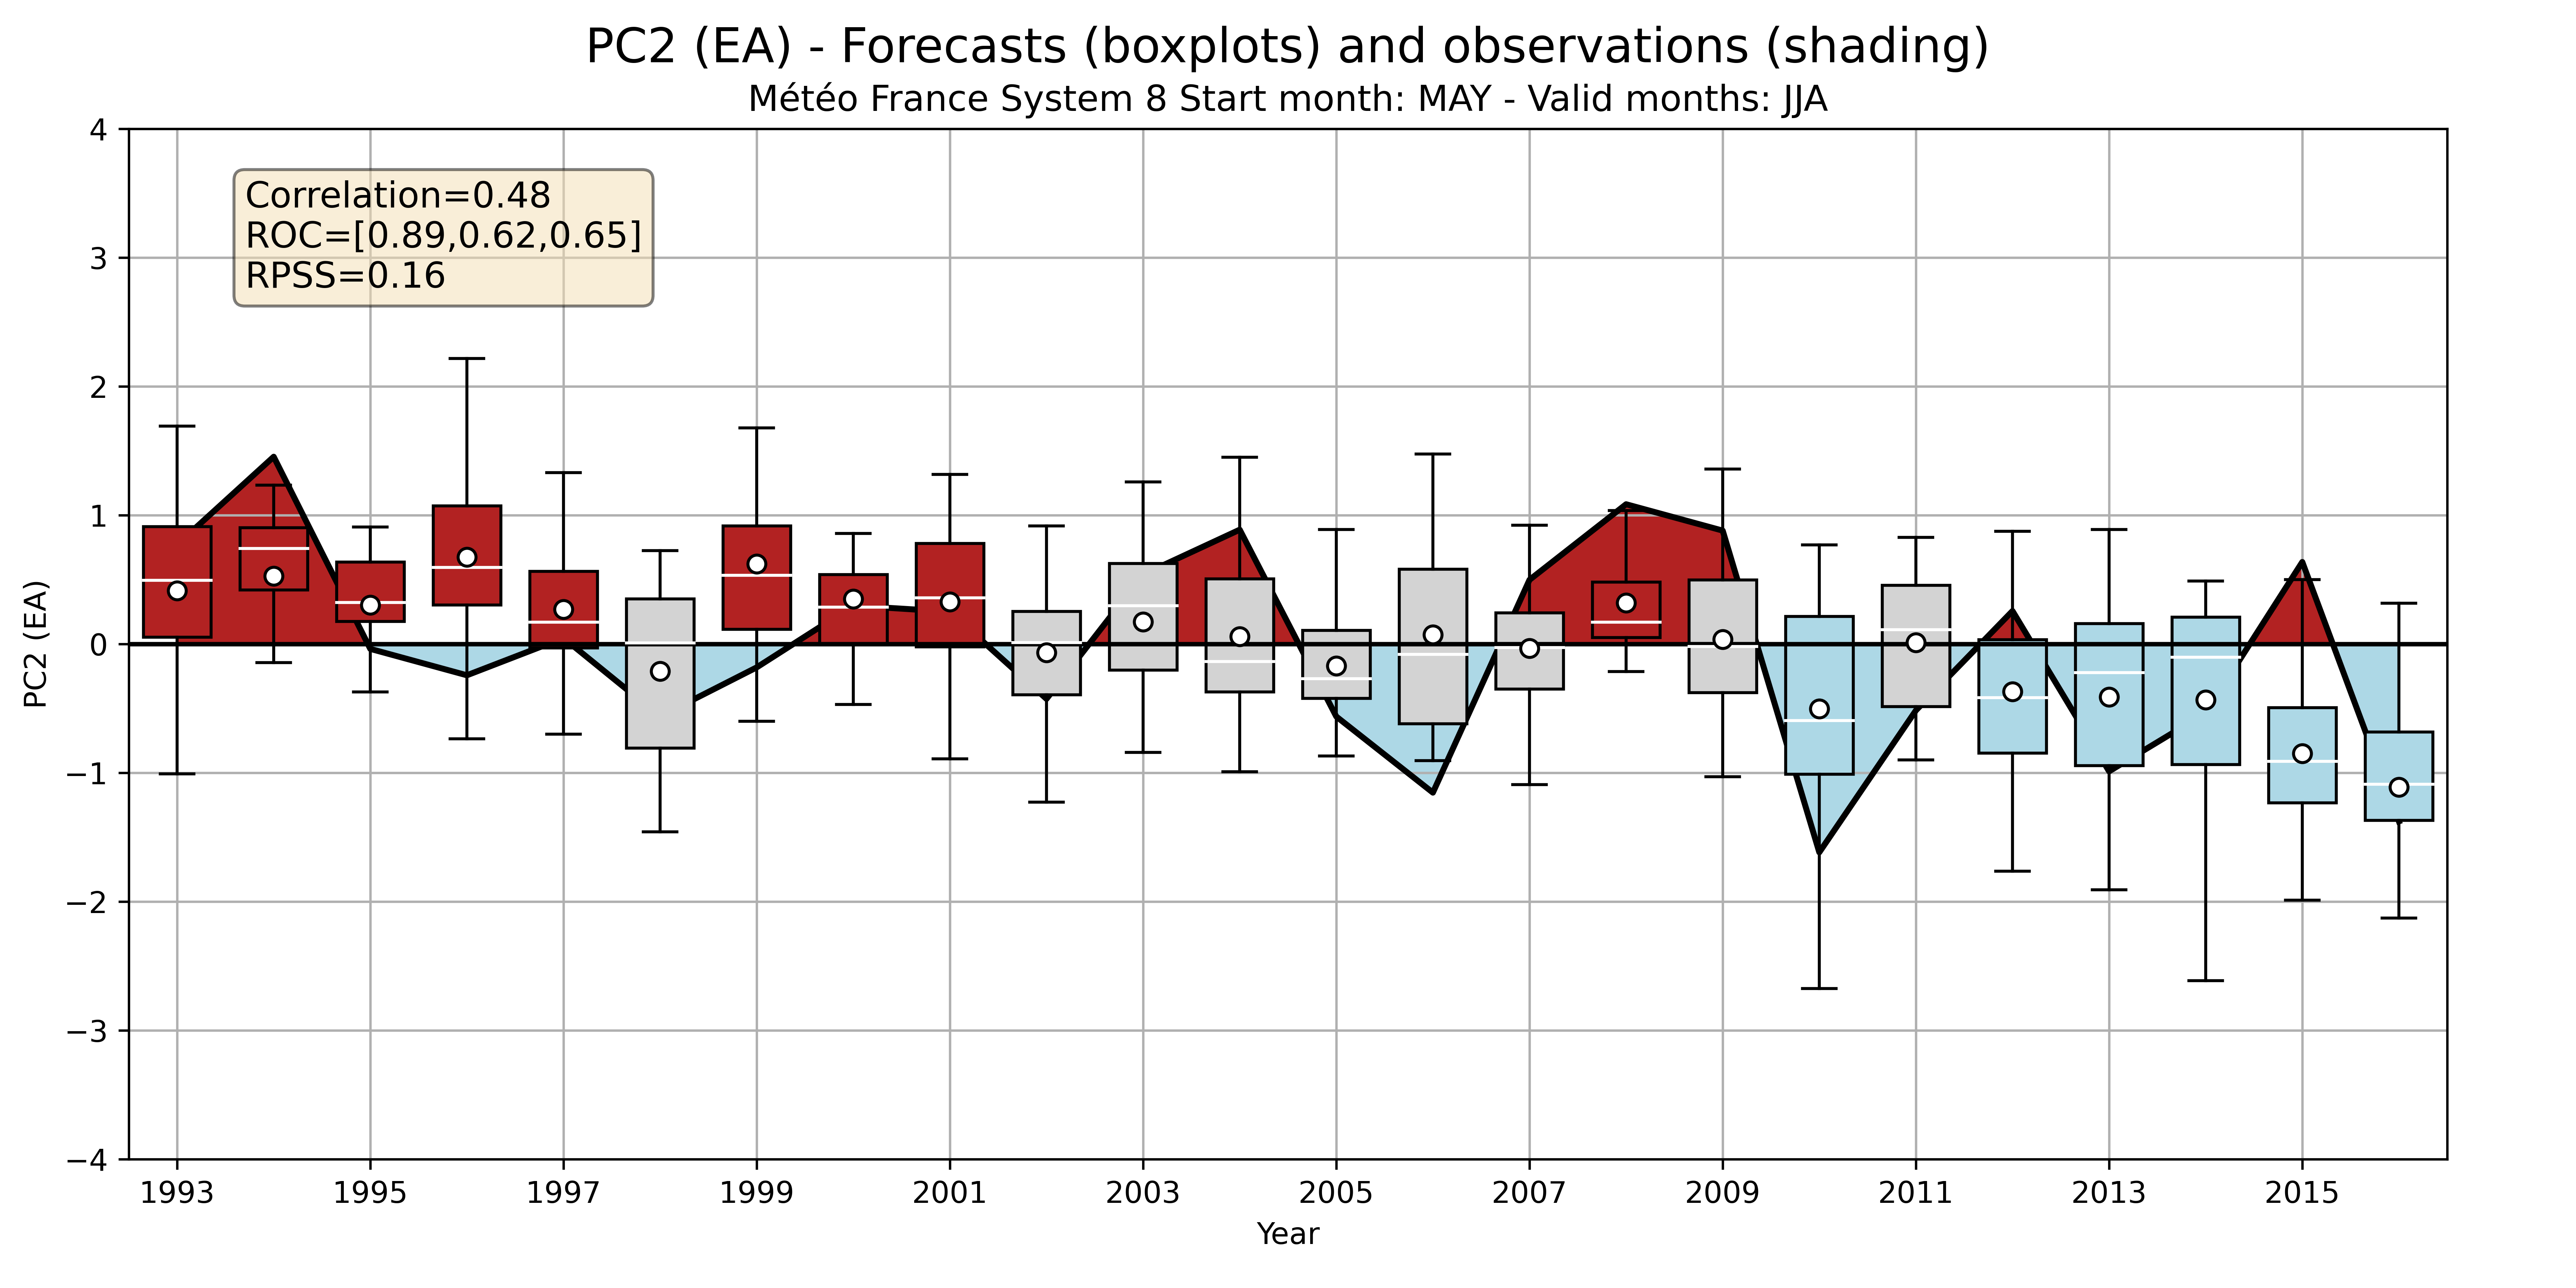 PC2 (EA) - Forecasts (boxplots) and observations (shading)
Météo France System 8 Start month: MAY - Valid months: JJA
Correlation=0.48
ROC=[0.89,0.62,0.65]
RPSS=0.16
PC2 (EA)
4
3
2
1
0
−1
−2
−3
−4
1993 1995 1997 1999 2001 2003 2005 2007 2009 2011 2013 2015
Year